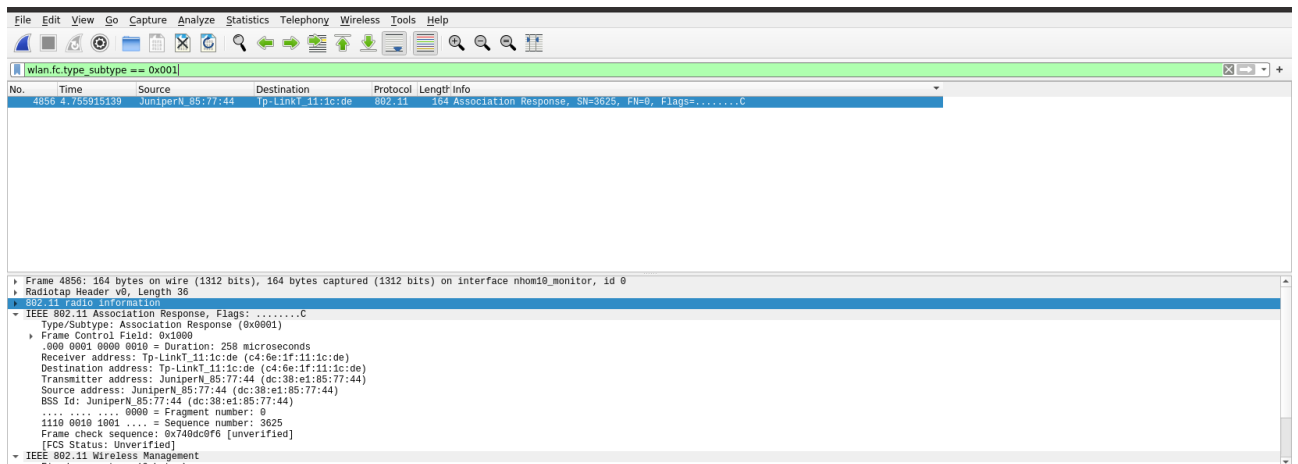 File Edit View Go Capture Analyze Statistics Telephony Wireless Tools Help
wlan.fc.type_subtype == 0x001
No. Time Source Destination Protocol Length Info
4856 4.755915139 JuniperN_85:77:44 Tp-LinkT_11:1c:de 802.11 164 Association Response, SN=3625, FN=0, Flags=........C
Frame 4856: 164 bytes on wire (1312 bits), 164 bytes captured (1312 bits) on interface nhom10_monitor, id 0
Radiotap Header v0, Length 36
802.11 radio information
IEEE 802.11 Association Response, Flags: ........C
Type/Subtype: Association Response (0x0001)
Frame Control Field: 0x1000
.000 0001 0000 0010 = Duration: 258 microseconds
Receiver address: Tp-LinkT_11:1c:de (c4:6e:1f:11:1c:de)
Destination address: Tp-LinkT_11:1c:de (c4:6e:1f:11:1c:de)
Transmitter address: JuniperN_85:77:44 (dc:38:e1:85:77:44)
Source address: JuniperN_85:77:44 (dc:38:e1:85:77:44)
BSS Id: JuniperN_85:77:44 (dc:38:e1:85:77:44)
.... .... .... 0000 = Fragment number: 0
1110 0010 1001 .... = Sequence number: 3625
Frame check sequence: 0x740dc0f6 [unverified]
[FCS Status: Unverified]
IEEE 802.11 Wireless Management